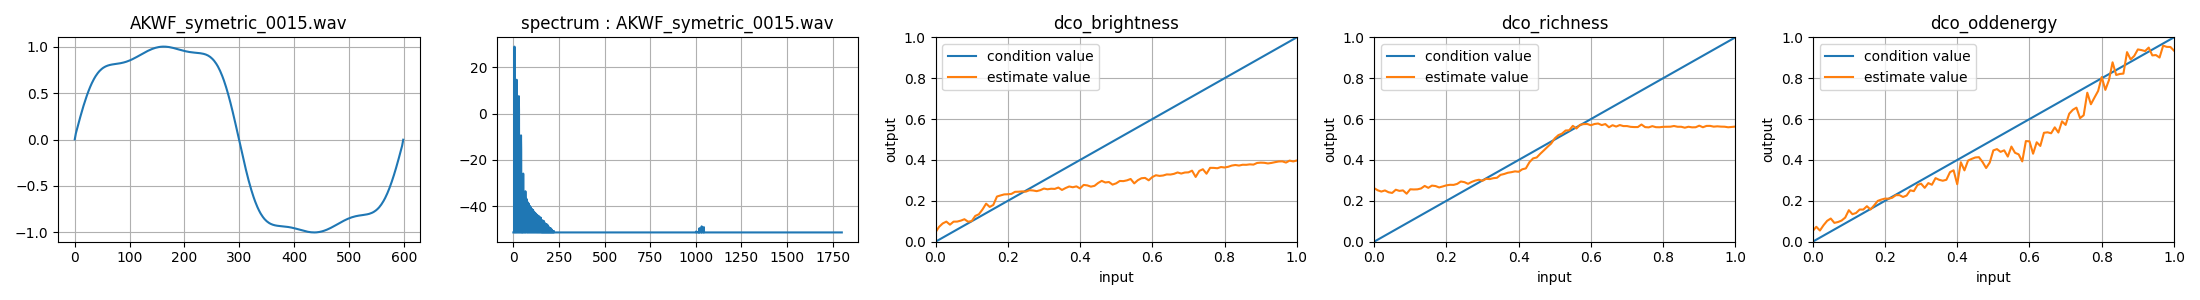 AKWF_symetric_0015.wav
1.0
0.5
0.0
−0.5
−1.0
0 100 200 300 400 500 600
spectrum : AKWF_symetric_0015.wav
20
0
−20
−40
0 250 500 750 1000 1250 1500 1750
dco_brightness
condition value
estimate value
output
1.0
0.8
0.6
0.4
0.2
0.0
0.0 0.2 0.4 0.6 0.8 1.0
input
dco_richness
condition value
estimate value
output
1.0
0.8
0.6
0.4
0.2
0.0
0.0 0.2 0.4 0.6 0.8 1.0
input
dco_oddenergy
condition value
estimate value
output
1.0
0.8
0.6
0.4
0.2
0.0
0.0 0.2 0.4 0.6 0.8 1.0
input